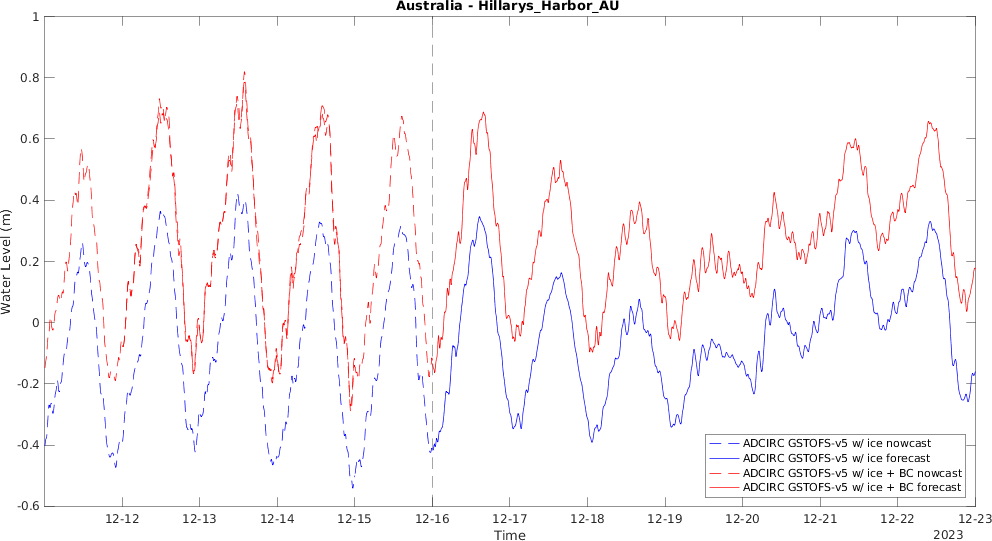 Australia - Hillarys_Harbor_AU
1
0.8
0.6
0.4
0.2
0
-0.2
-0.4
-0.6
Water Level (m)
ADCIRC GSTOFS-v5 w/ ice nowcast
ADCIRC GSTOFS-v5 w/ ice forecast
ADCIRC GSTOFS-v5 w/ ice + BC nowcast
ADCIRC GSTOFS-v5 w/ ice + BC forecast
12-12 12-13 12-14 12-15 12-16 12-17 12-18 12-19 12-20 12-21 12-22 12-23
Time
2023